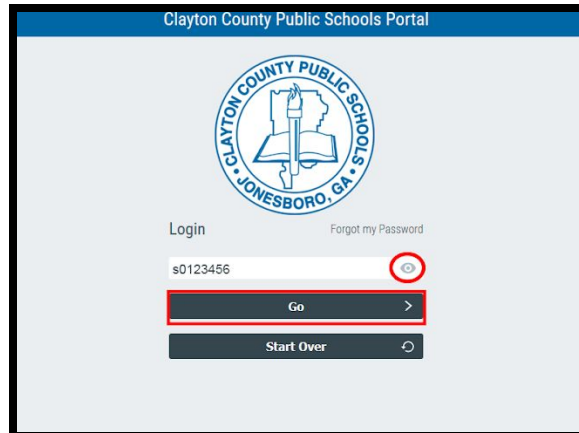 Clayton County Public Schools Portal
CLAYTON COUNTY PUBLIC SCHOOLS
JONESBORO, GA
Login
Forgot my Password
s0123456
Go
Start Over